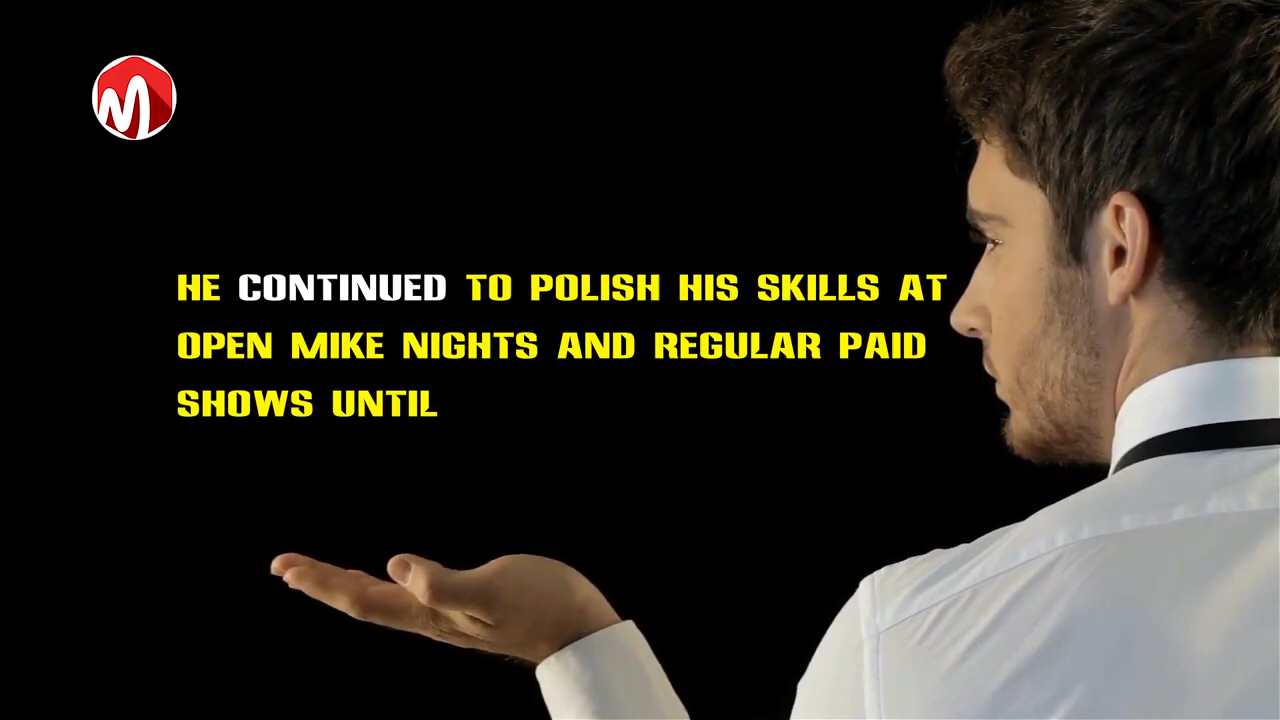 HE CONTINUED TO POLISH HIS SKILLS AT
OPEN MIKE NIGHTS AND REGULAR PAID
SHOWS UNTIL